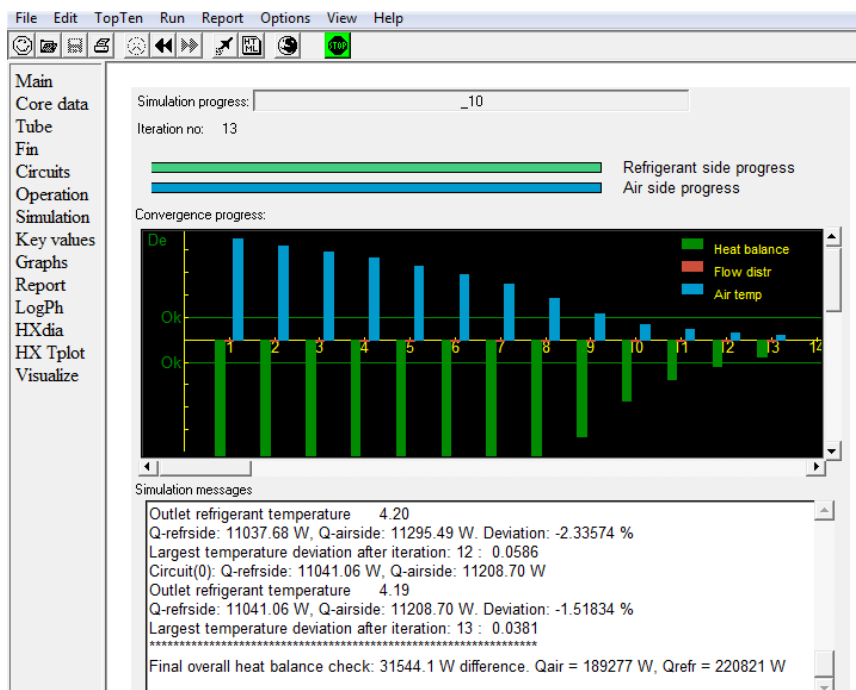 File Edit TopTen Run Report Options View Help
HT
ML
STOP
Main
Core data
Tube
Fin
Circuits
Operation
Simulation
Key values
Graphs
Report
LogPh
HXdia
HX Tplot
Visualize
Simulation progress: _10
Iteration no: 13
Refrigerant side progress
Air side progress
Convergence progress:
De
Heat balance
Flow distr
Air temp
Ok
1 2 3 4 5 6 7 8 9 10 11 12 13 14
Ok
Simulation messages
Outlet refrigerant temperature 4.20
Q-refrside: 11037.68 W, Q-airside: 11295.49 W. Deviation: -2.33574 %
Largest temperature deviation after iteration: 12 : 0.0586
Circuit(0): Q-refrside: 11041.06 W, Q-airside: 11208.70 W
Outlet refrigerant temperature 4.19
Q-refrside: 11041.06 W, Q-airside: 11208.70 W. Deviation: -1.51834 %
Largest temperature deviation after iteration: 13 : 0.0381
*****************************************************************
Final overall heat balance check: 31544.1 W difference. Qair = 189277 W, Qrefr = 220821 W